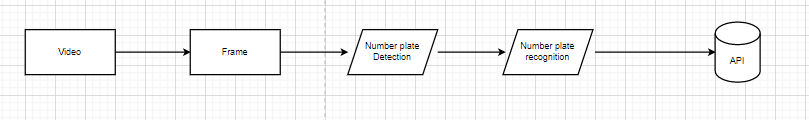 Video
Frame
Number plate
Detection
Number plate
recognition
API